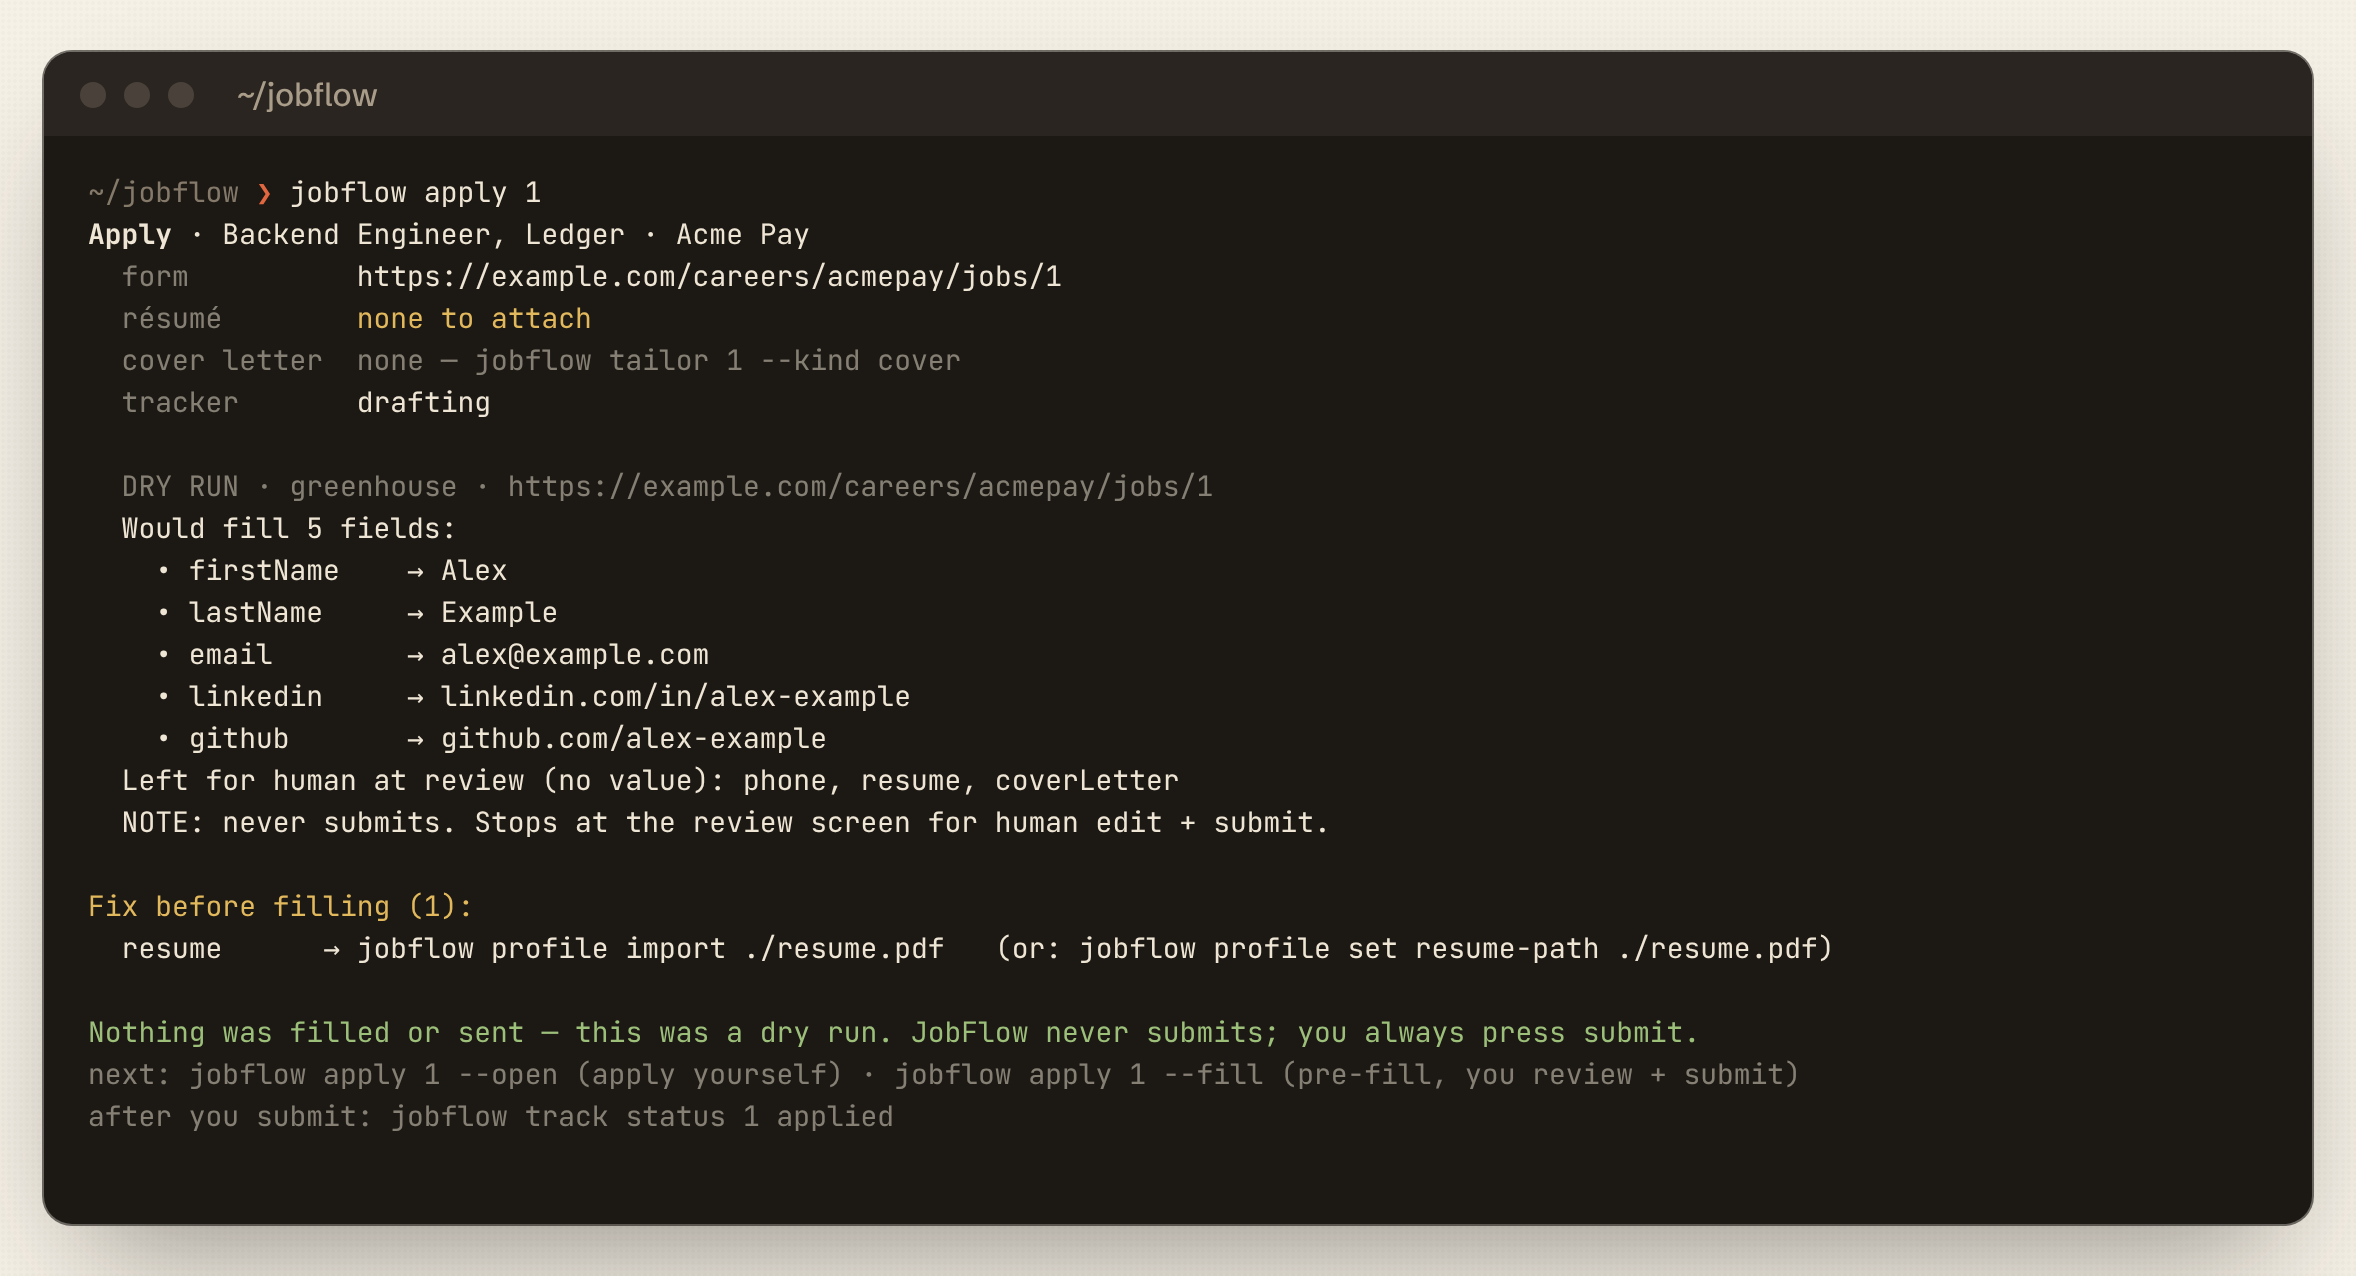 ~/jobflow
~/jobflow ❯ jobflow apply 1
Apply · Backend Engineer, Ledger · Acme Pay
form https://example.com/careers/acmepay/jobs/1
résumé none to attach
cover letter none — jobflow tailor 1 --kind cover
tracker drafting
DRY RUN · greenhouse · https://example.com/careers/acmepay/jobs/1
Would fill 5 fields:
• firstName → Alex
• lastName → Example
• email → alex@example.com
• linkedin → linkedin.com/in/alex-example
• github → github.com/alex-example
Left for human at review (no value): phone, resume, coverLetter
NOTE: never submits. Stops at the review screen for human edit + submit.
Fix before filling (1):
resume → jobflow profile import ./resume.pdf (or: jobflow profile set resume-path ./resume.pdf)
Nothing was filled or sent — this was a dry run. JobFlow never submits; you always press submit.
next: jobflow apply 1 --open (apply yourself) · jobflow apply 1 --fill (pre-fill, you review + submit)
after you submit: jobflow track status 1 applied